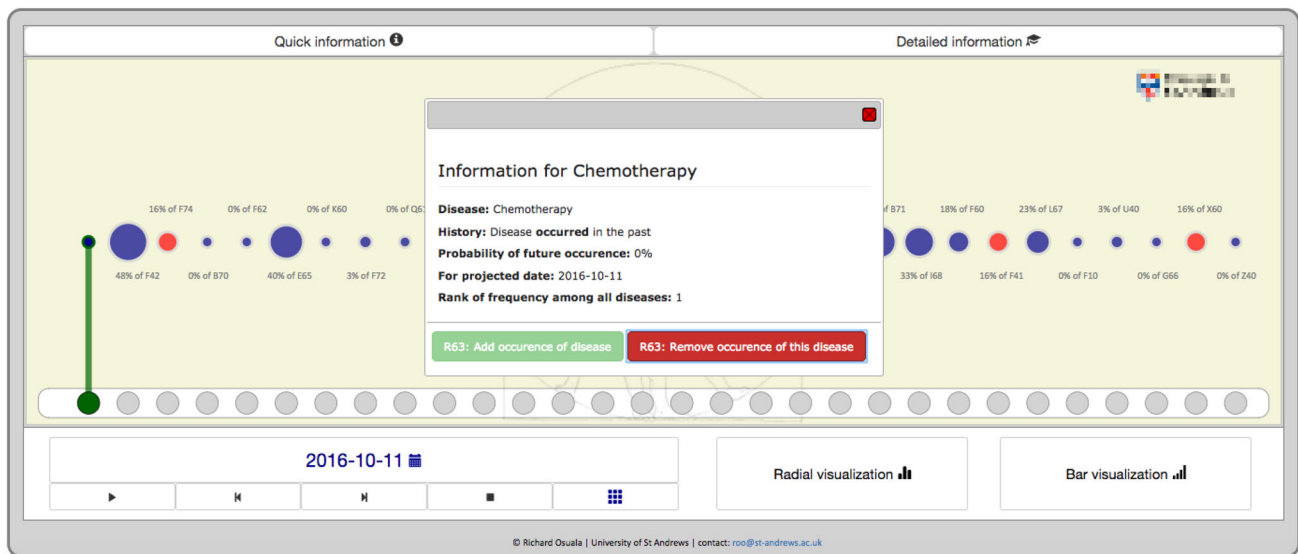 Quick information
Detailed information
Information for Chemotherapy
Disease: Chemotherapy
History: Disease occurred in the past
Probability of future occurence: 0%
For projected date: 2016-10-11
Rank of frequency among all diseases: 1
R63: Add occurence of disease
R63: Remove occurence of this disease
16% of F74
0% of F62
0% of K60
0% of Q6
of B71
18% of F60
23% of L67
3% of U40
16% of X60
48% of F42
0% of B70
40% of E65
3% of F72
33% of I68
16% of F41
0% of F10
0% of G66
0% of Z40
2016-10-11
Radial visualization
Bar visualization
© Richard Osuala | University of St Andrews | contact: roo@st-andrews.ac.uk